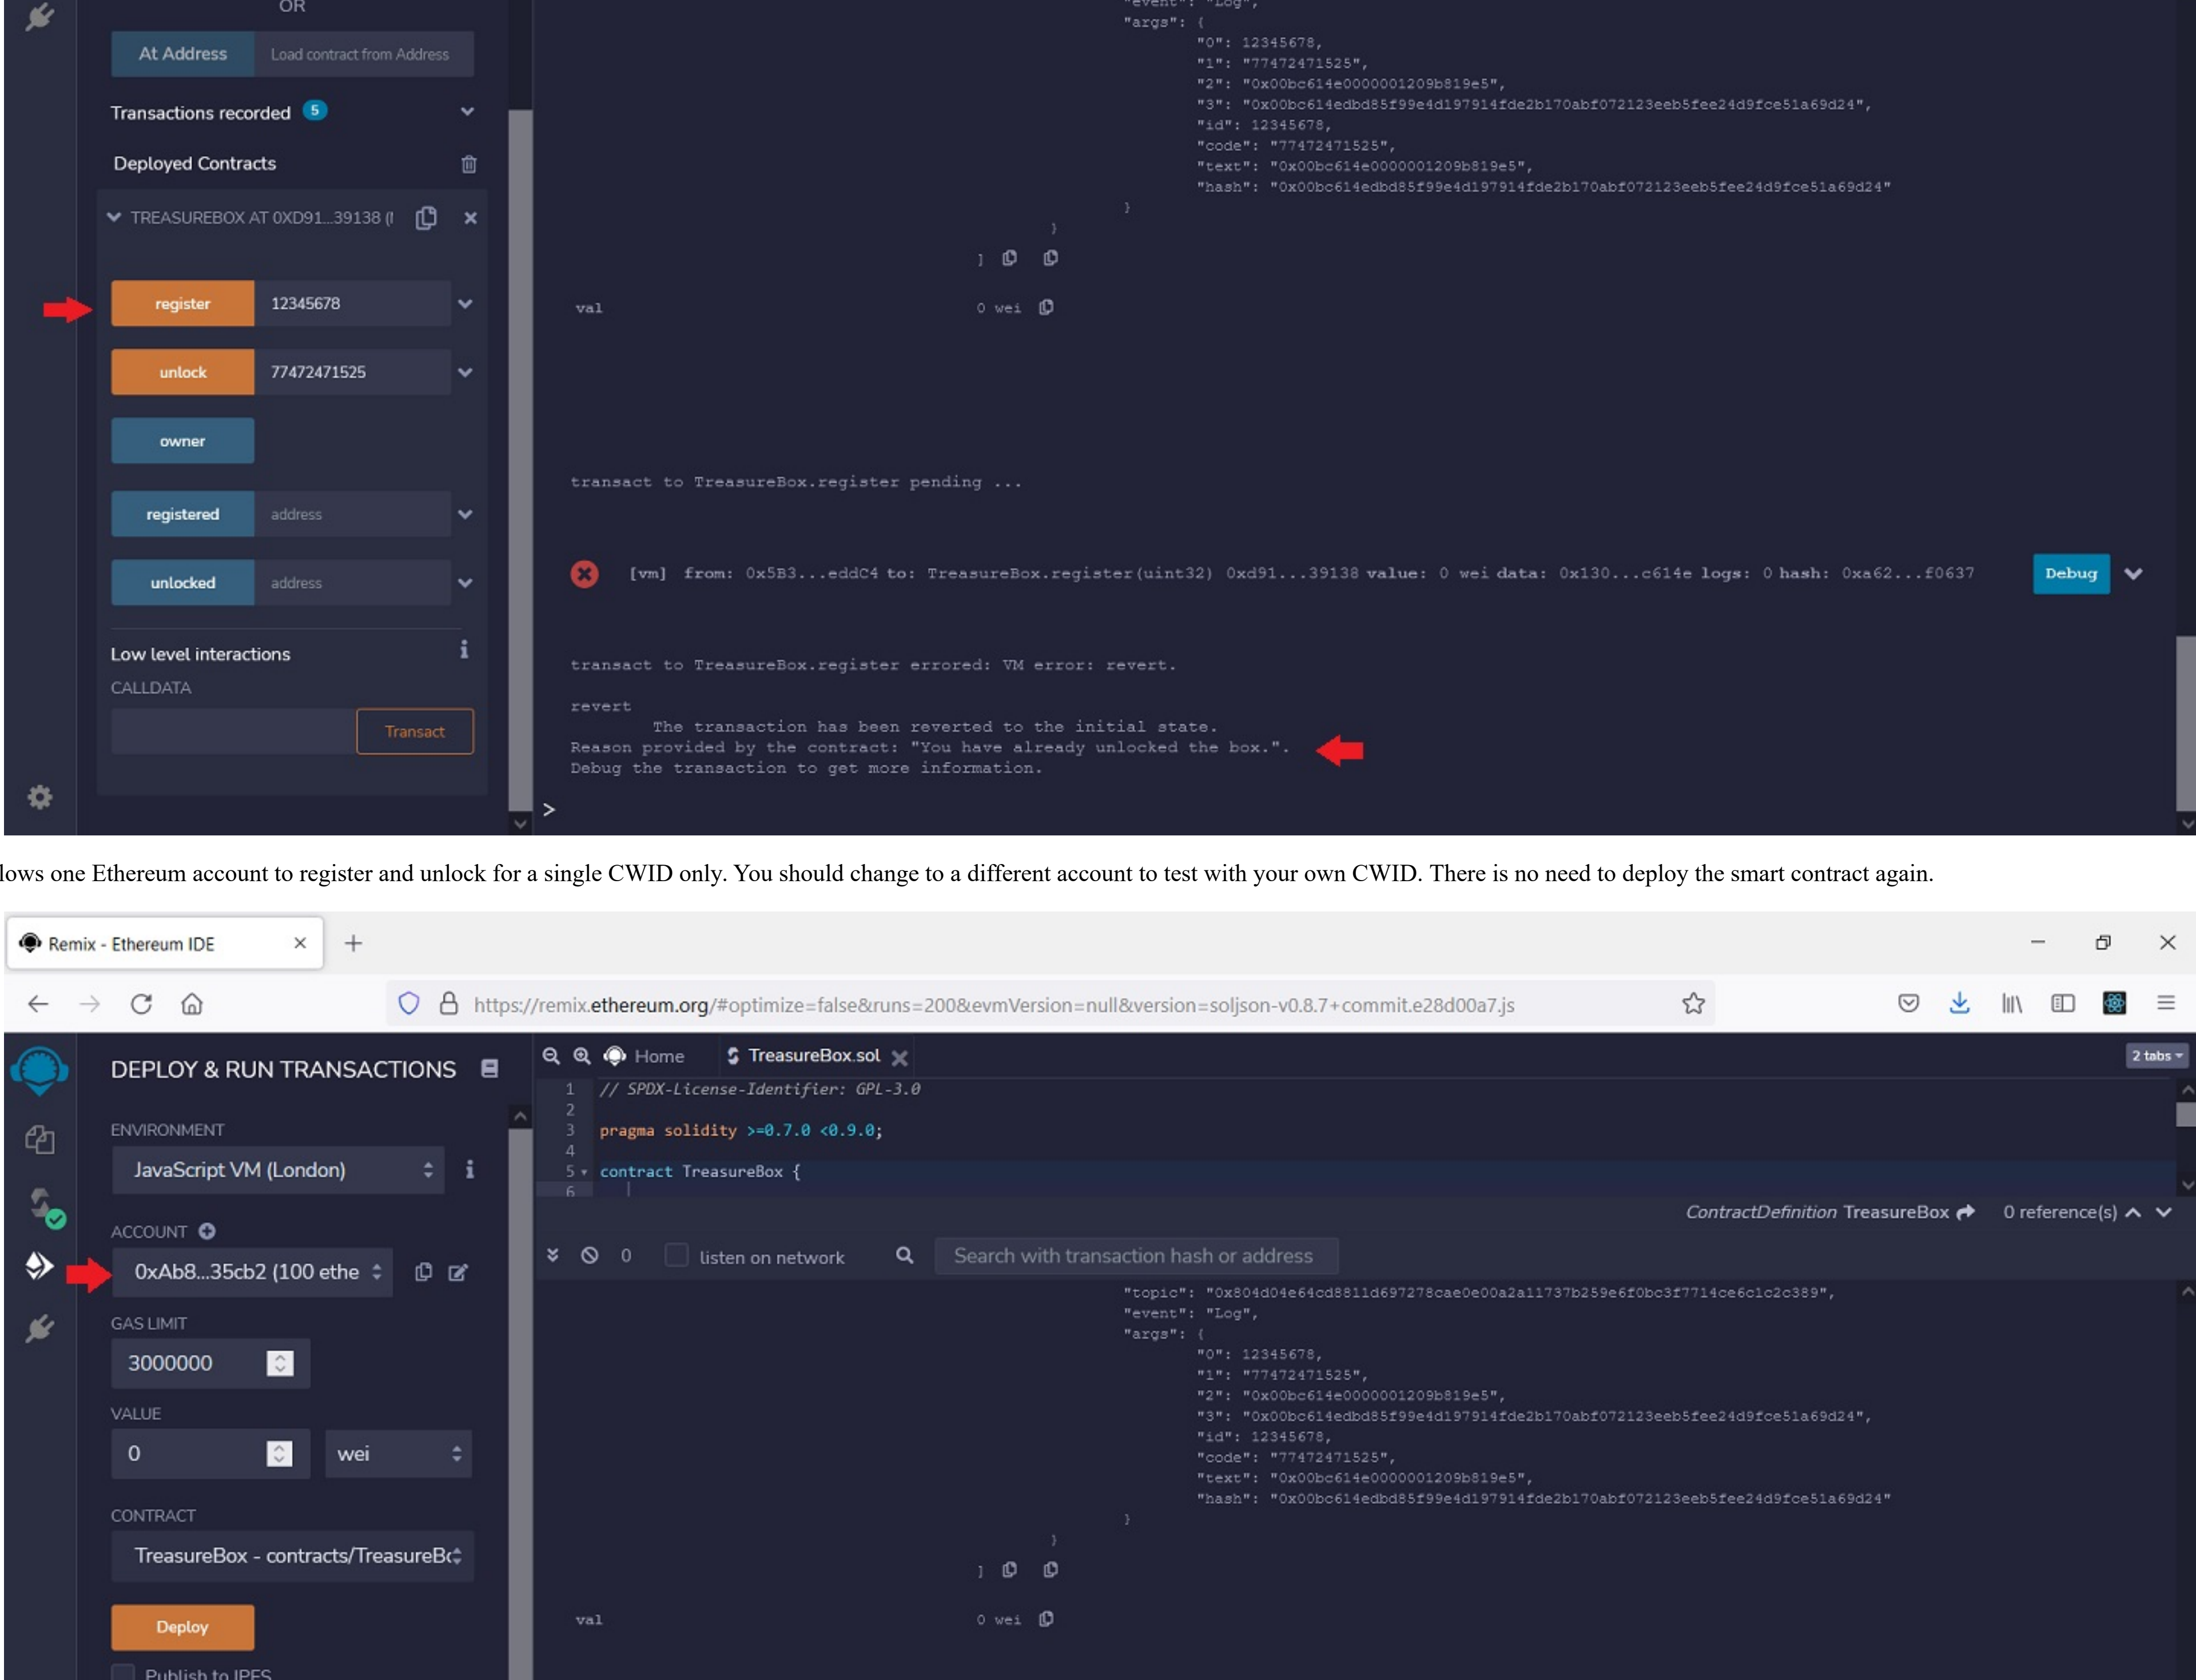 OR
At Address Load contract from Address
Transactions recorded 5
Deployed Contracts
TREASUREBOX AT 0XD91...39138 (
register 12345678
unlock 77472471525
owner
registered address
unlocked address
Low level interactions
CALLDATA
Transact
"event": "Log",
"args": {
"0": 12345678,
"1": "77472471525",
"2": "0x00bc614e0000001209b819e5",
"3": "0x00bc614edbd85f99e4d197914fde2b170abf072123eeb5fee24d9fce51a69d24",
"id": 12345678,
"code": "77472471525",
"text": "0x00bc614e0000001209b819e5",
"hash": "0x00bc614edbd85f99e4d197914fde2b170abf072123eeb5fee24d9fce51a69d24"
}
}
]
val 0 wei
transact to TreasureBox.register pending ...
[vm] from: 0x5B3...eddC4 to: TreasureBox.register(uint32) 0xd91...39138 value: 0 wei data: 0x130...c614e logs: 0 hash: 0xa62...f0637 Debug
transact to TreasureBox.register errored: VM error: revert.
revert
The transaction has been reverted to the initial state.
Reason provided by the contract: "You have already unlocked the box.".
Debug the transaction to get more information.
>
lows one Ethereum account to register and unlock for a single CWID only. You should change to a different account to test with your own CWID. There is no need to deploy the smart contract again.
Remix - Ethereum IDE
https://remix.ethereum.org/#optimize=false&runs=200&evmVersion=null&version=soljson-v0.8.7+commit.e28d00a7.js
DEPLOY & RUN TRANSACTIONS
ENVIRONMENT
JavaScript VM (London)
ACCOUNT
0xAb8...35cb2 (100 ethe
GAS LIMIT
3000000
VALUE
0 wei
CONTRACT
TreasureBox - contracts/TreasureBo
Deploy
Publish to IPFS
Home TreasureBox.sol 2 tabs
1 // SPDX-License-Identifier: GPL-3.0
2
3 pragma solidity >=0.7.0 <0.9.0;
4
5 contract TreasureBox {
6
ContractDefinition TreasureBox 0 reference(s)
0 listen on network Search with transaction hash or address
"topic": "0x804d04e64cd8811d697278cae0e00a2a11737b259e6f0bc3f7714ce6c1c2c389",
"event": "Log",
"args": {
"0": 12345678,
"1": "77472471525",
"2": "0x00bc614e0000001209b819e5",
"3": "0x00bc614edbd85f99e4d197914fde2b170abf072123eeb5fee24d9fce51a69d24",
"id": 12345678,
"code": "77472471525",
"text": "0x00bc614e0000001209b819e5",
"hash": "0x00bc614edbd85f99e4d197914fde2b170abf072123eeb5fee24d9fce51a69d24"
}
}
]
val 0 wei